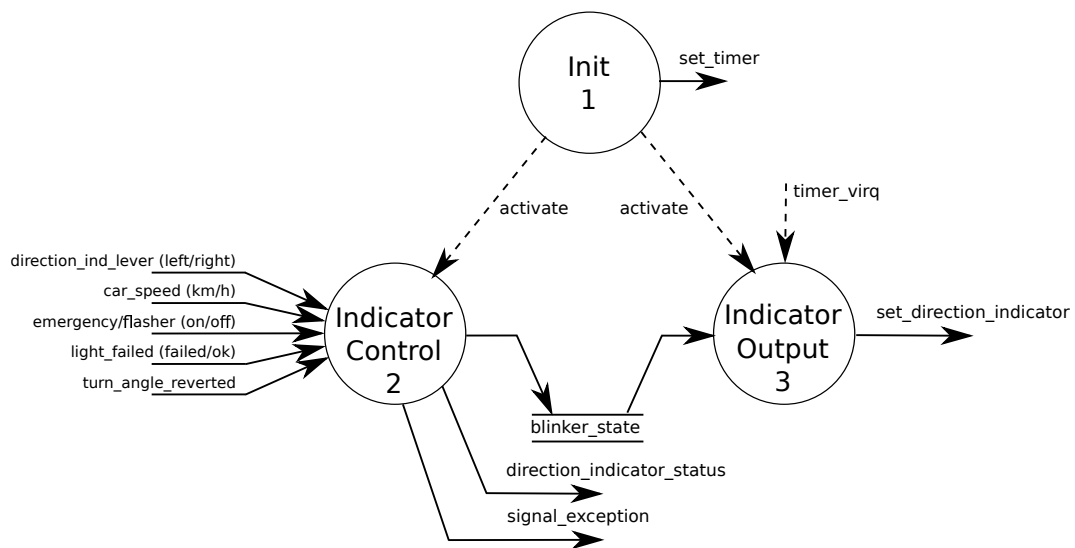 Init
1
set_timer
activate
activate
timer_virq
direction_ind_lever (left/right)
car_speed (km/h)
emergency/flasher (on/off)
light_failed (failed/ok)
turn_angle_reverted
Indicator
Control
2
Indicator
Output
3
set_direction_indicator
blinker_state
direction_indicator_status
signal_exception